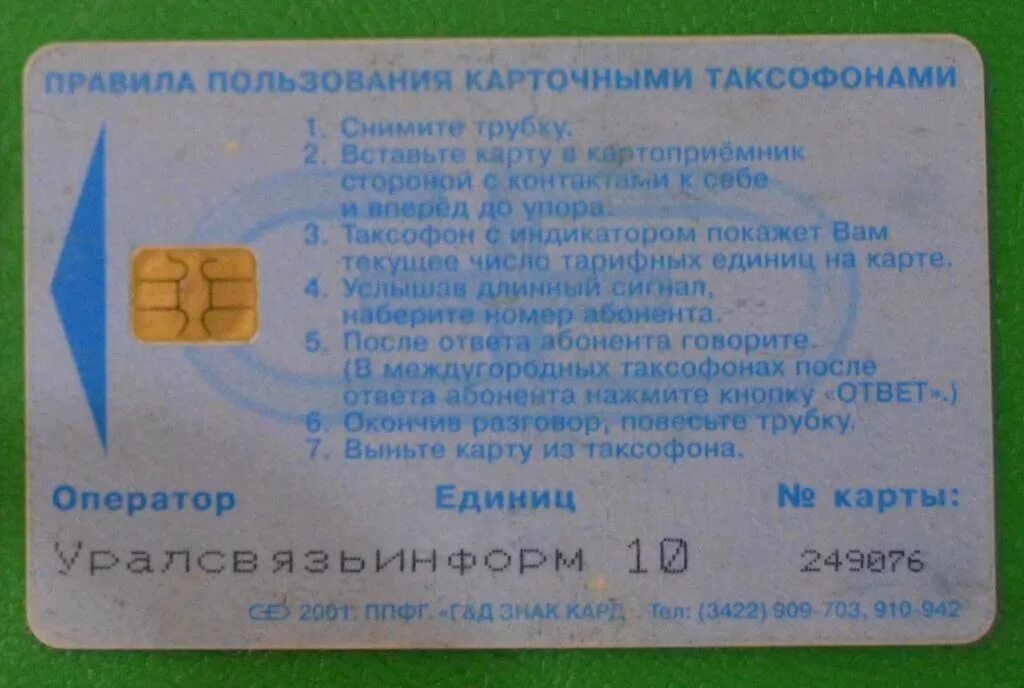 ПРАВИЛА ПОЛЬЗОВАНИЯ КАРТОЧНЫМИ ТАКСОФОНАМИ
1. Снимите трубку.
2. Вставьте карту в картоприёмник
стороной с контактами к себе
и вперёд до упора.
3. Таксофон с индикатором покажет Вам
текущее число тарифных единиц на карте.
4. Услышав длинный сигнал,
наберите номер абонента.
5. После ответа абонента говорите.
(В междугородных таксофонах после
ответа абонента нажмите кнопку «ОТВЕТ».)
6. Окончив разговор, повесьте трубку.
7. Выньте карту из таксофона.
Оператор Единиц № карты:
Уралсвязьинформ 10 249076
2001. ППФГ «Г&Д ЗНАК КАРД Тел: (3422) 909-703, 910-942